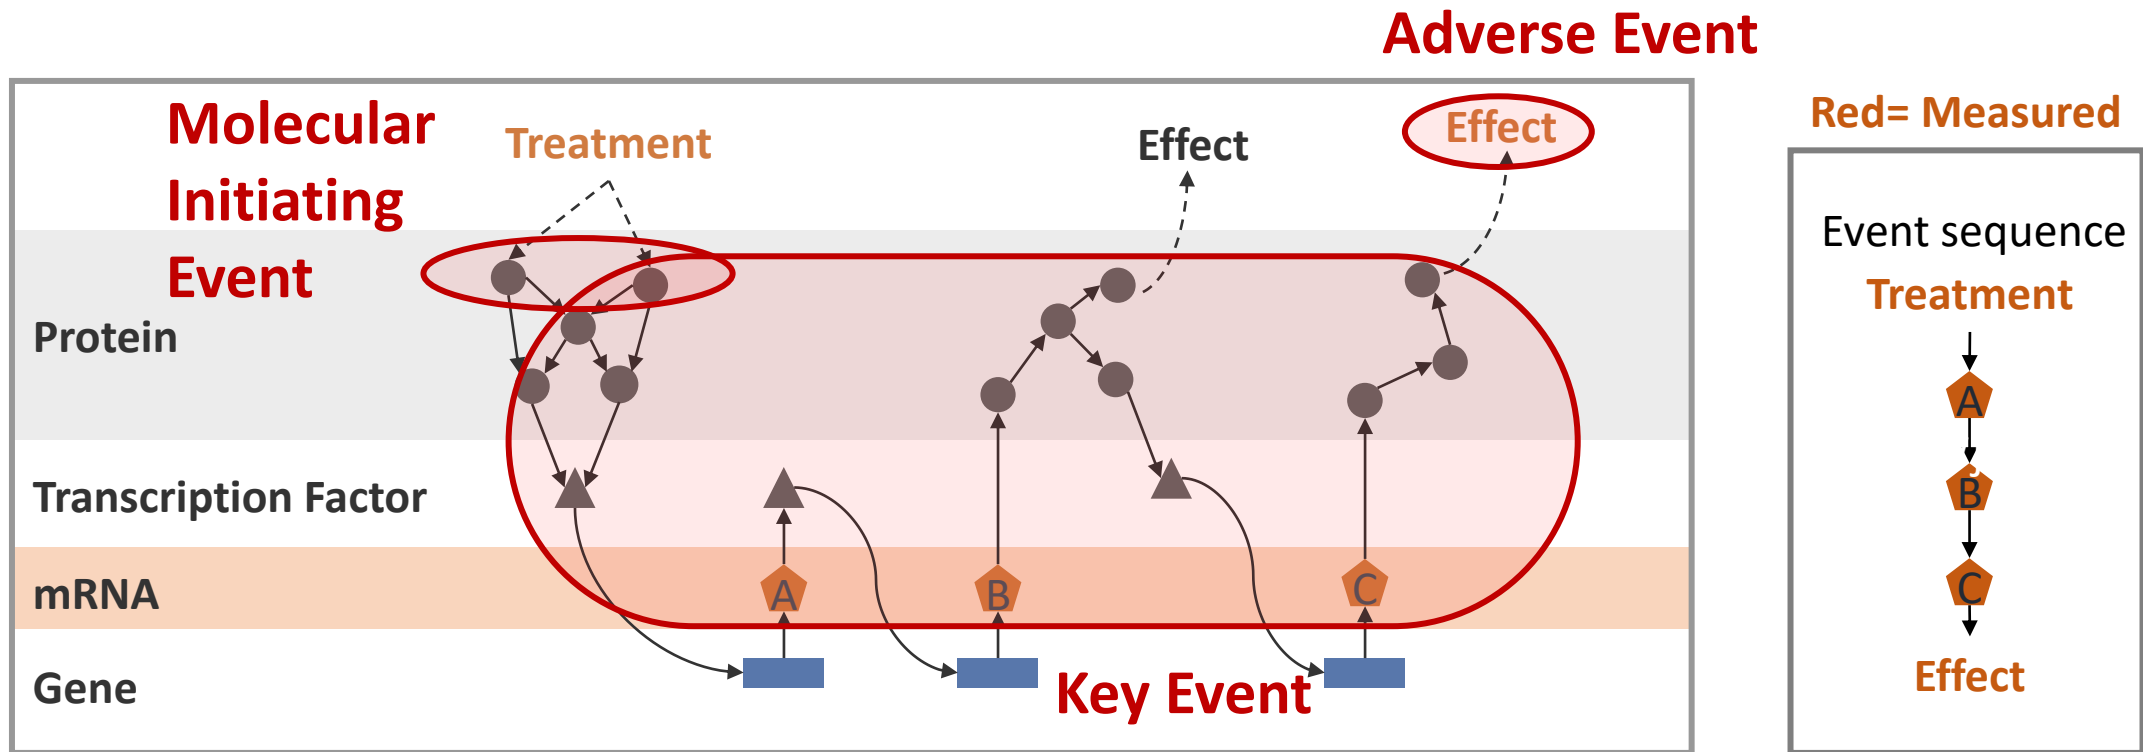 Adverse Event
Molecular
Initiating
Event
Treatment
Effect
Effect
Protein
Transcription Factor
mRNA
A
B
C
Gene
Key Event
Red= Measured
Event sequence
Treatment
A
B
C
Effect